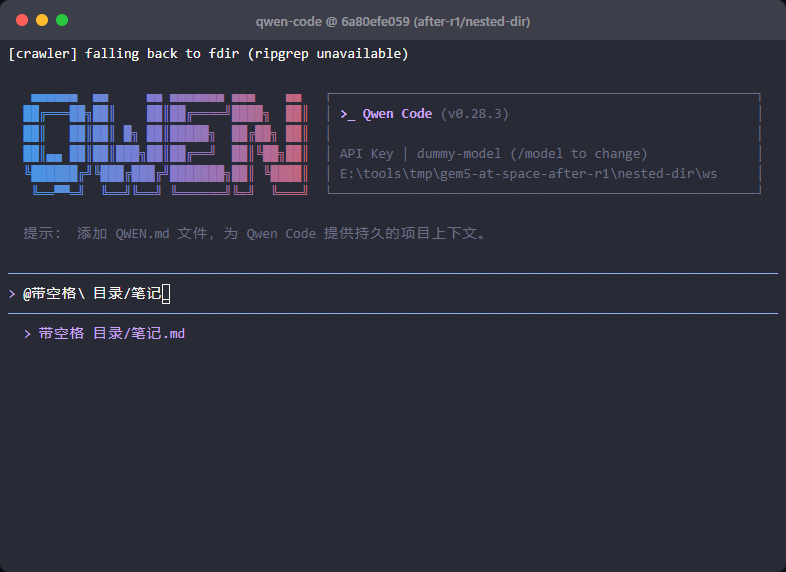 qwen-code @ 6a80efe059 (after-r1/nested-dir)
[crawler] falling back to fdir (ripgrep unavailable)
QWEN
>_ Qwen Code (v0.28.3)
API Key | dummy-model (/model to change)
E:\tools\tmp\gem5-at-space-after-r1\nested-dir\ws
提示: 添加 QWEN.md 文件, 为 Qwen Code 提供持久的项目上下文。
> @带空格\ 目录/笔记
> 带空格 目录/笔记.md